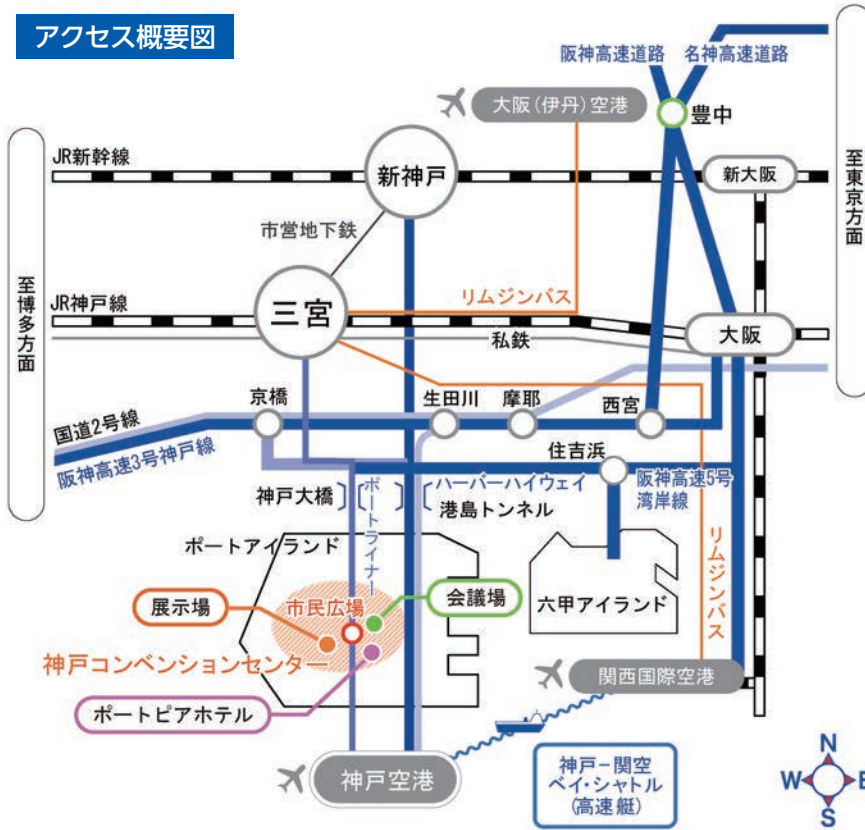 アクセス概要図
阪神高速道路
名神高速道路
大阪(伊丹)空港
豊中
至東京方面
至博多方面
JR新幹線
新神戸
新大阪
市営地下鉄
JR神戸線
三宮
リムジンバス
私鉄
大阪
国道2号線
阪神高速3号神戸線
京橋
生田川
摩耶
西宮
住吉浜
神戸大橋
ポートライナー
ハーバーハイウェイ
港島トンネル
阪神高速5号
湾岸線
リムジンバス
ポートアイランド
六甲アイランド
展示場
市民広場
会議場
神戸コンベンションセンター
ポートピアホテル
関西国際空港
神戸空港
神戸−関空
ベイ・シャトル
(高速艇)
N
W
E
S